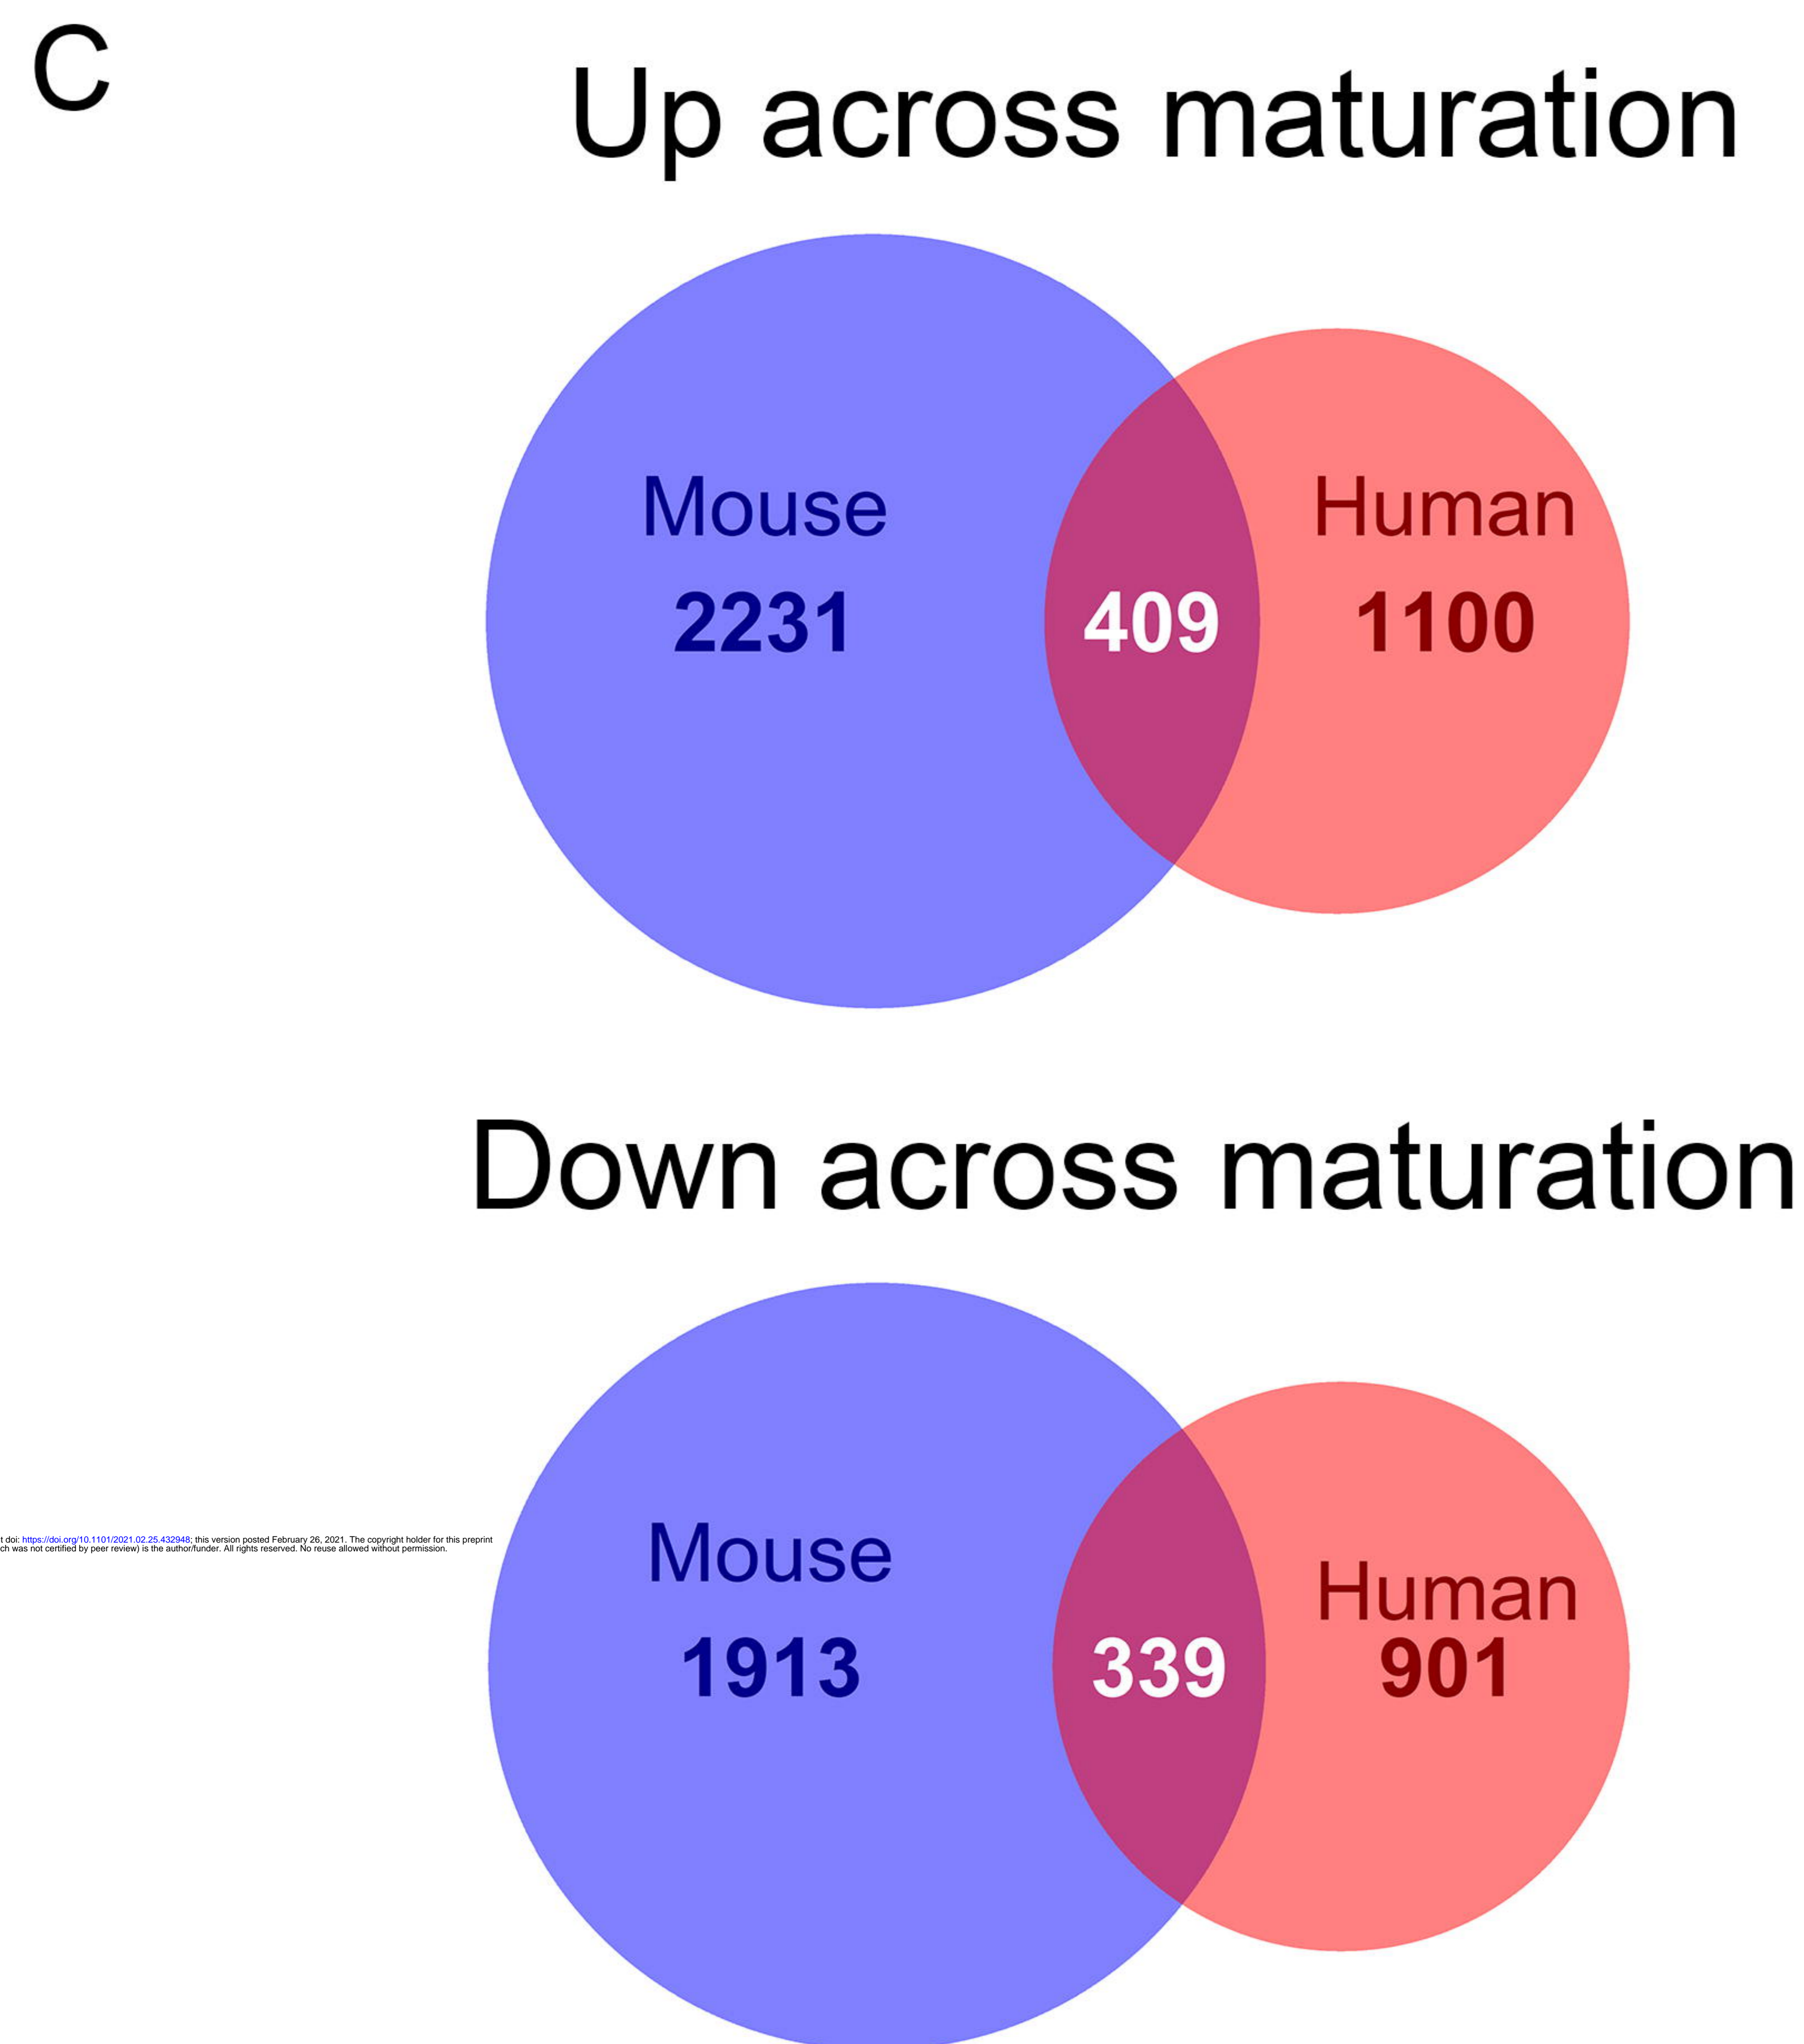 C
Up across maturation
Mouse
Human
2231
409
1100
Down across maturation
t doi: https://doi.org/10.1101/2021.02.25.432948; this version posted February 26, 2021. The copyright holder for this preprint
ch was not certified by peer review) is the author/funder. All rights reserved. No reuse allowed without permission.
Mouse
Human
1913
339
901